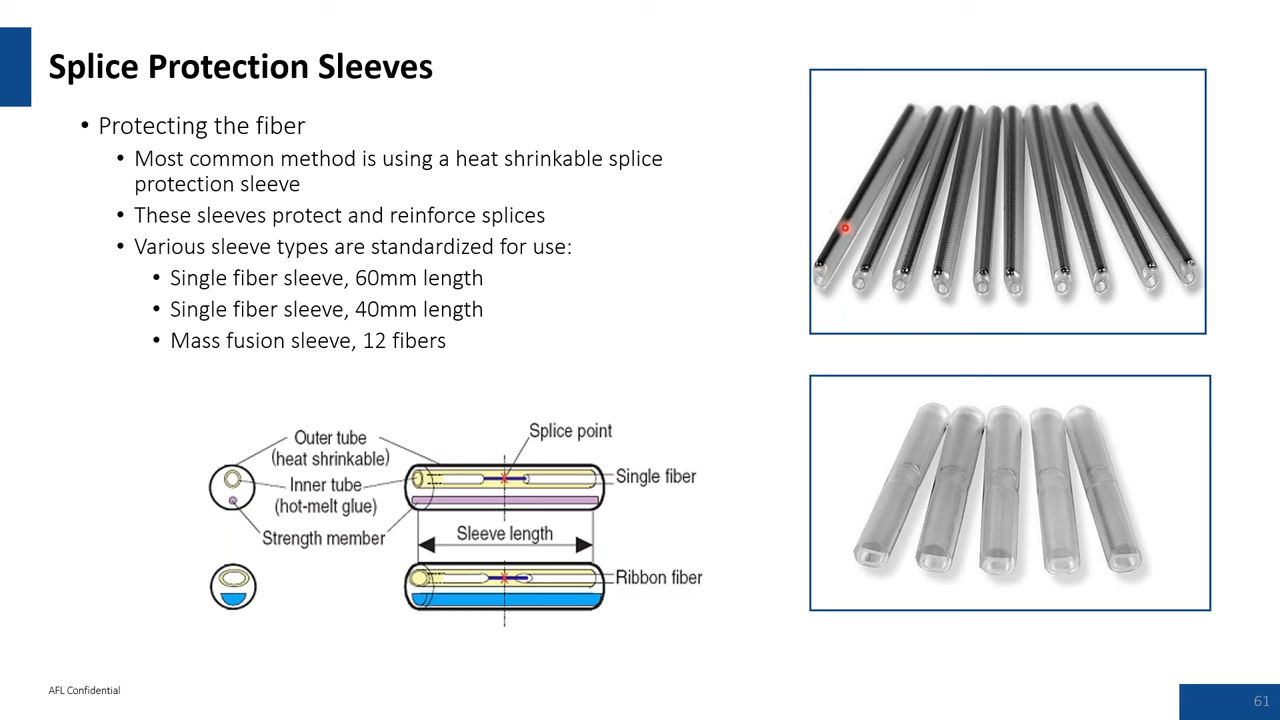 Splice Protection Sleeves
• Protecting the fiber
• Most common method is using a heat shrinkable splice
protection sleeve
• These sleeves protect and reinforce splices
• Various sleeve types are standardized for use:
• Single fiber sleeve, 60mm length
• Single fiber sleeve, 40mm length
• Mass fusion sleeve, 12 fibers
Outer tube
(heat shrinkable)
Inner tube
(hot-melt glue)
Strength member
Splice point
Single fiber
Sleeve length
Ribbon fiber
AFL Confidential
61